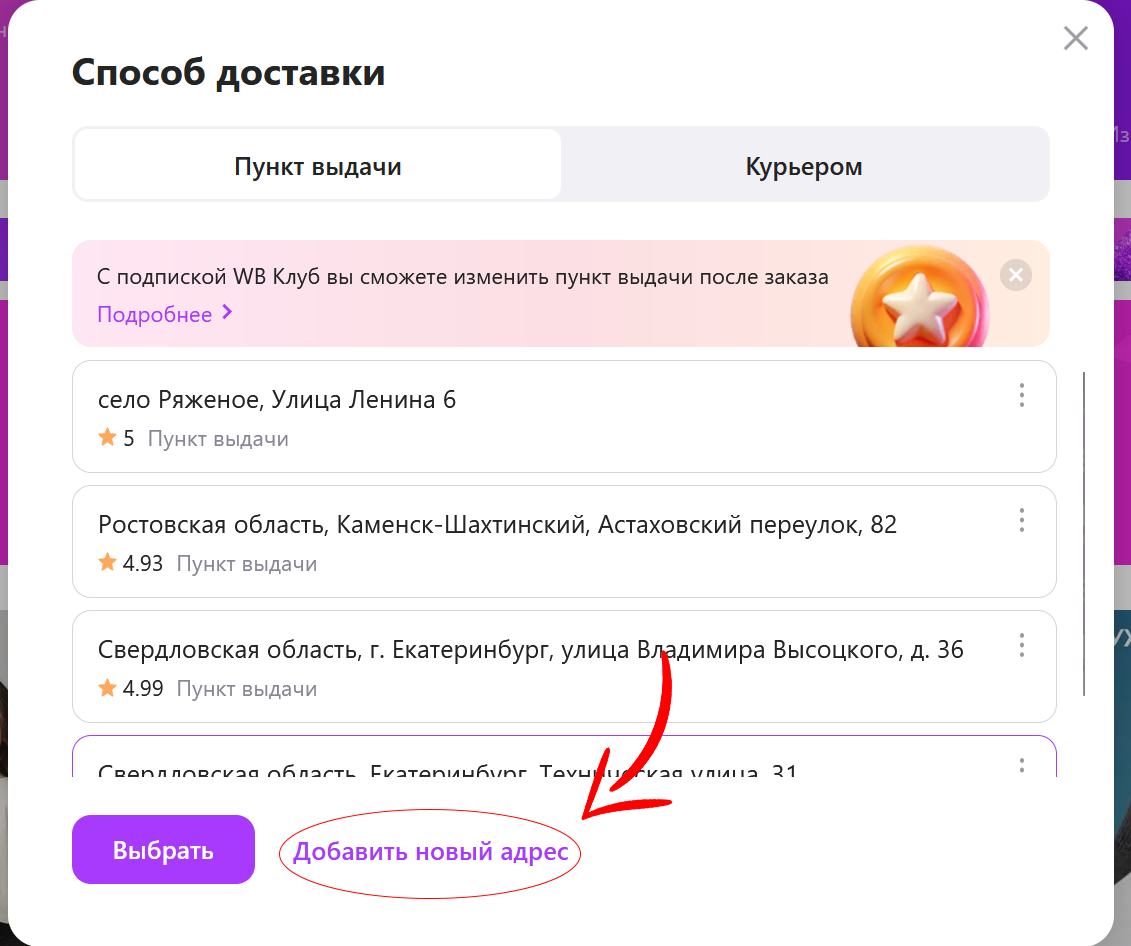 Способ доставки
Пункт выдачи
Курьером
С подпиской WB Клуб вы сможете изменить пункт выдачи после заказа
Подробнее
село Ряженое, Улица Ленина 6
5 Пункт выдачи
Ростовская область, Каменск-Шахтинский, Астаховский переулок, 82
4.93 Пункт выдачи
Свердловская область, г. Екатеринбург, улица Владимира Высоцкого, д. 36
4.99 Пункт выдачи
Свердловская область, Екатеринбург, Техническая улица, 31
Выбрать
Добавить новый адрес